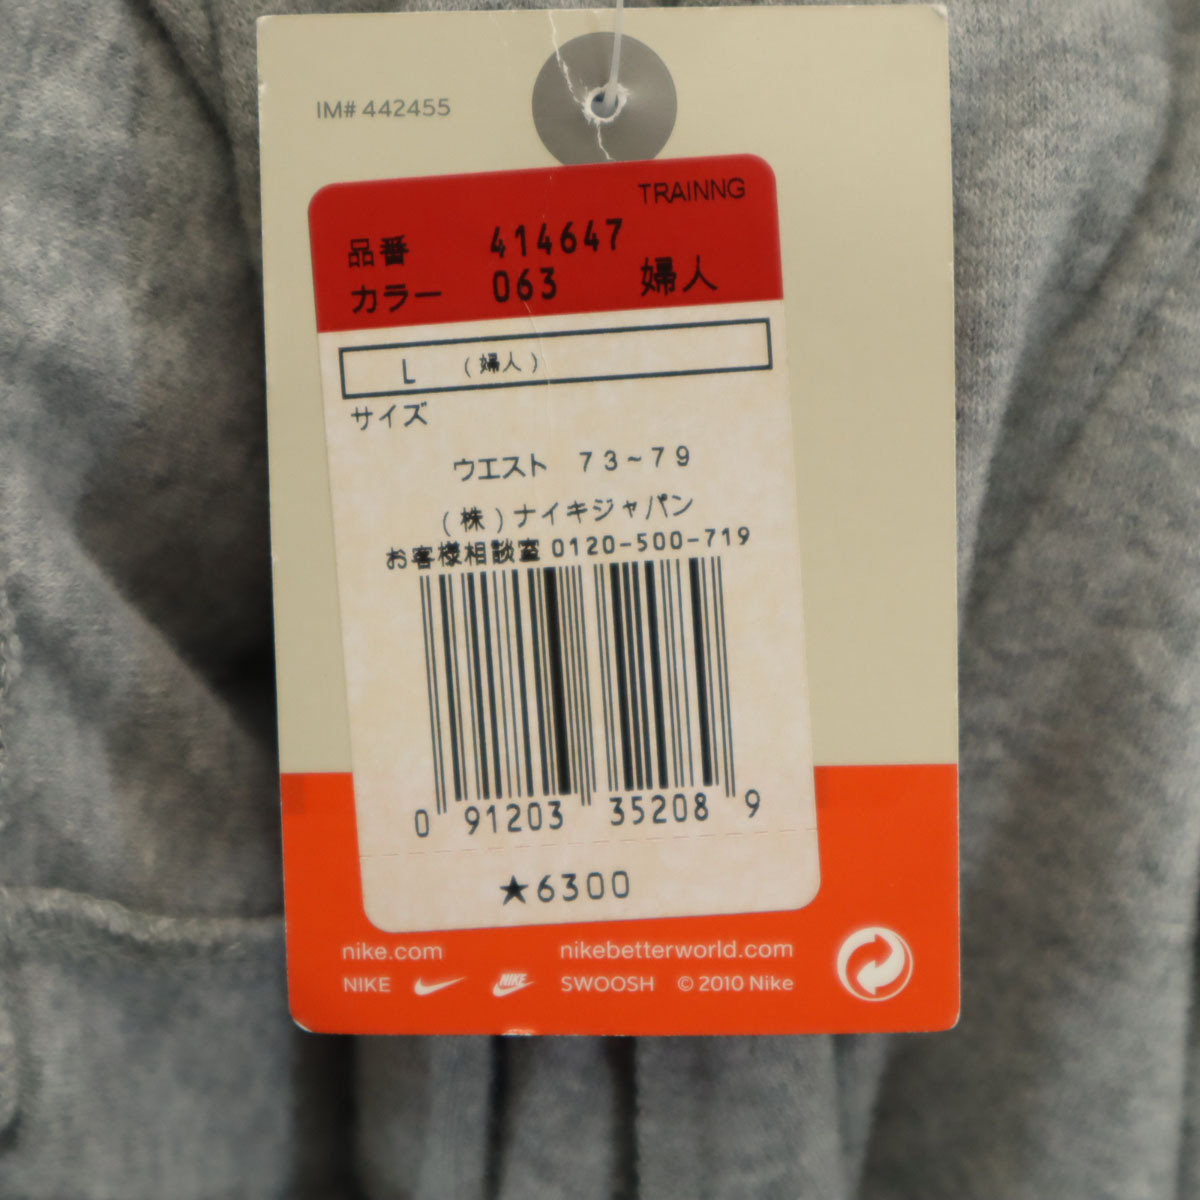 IM# 442455
TRAINNG
品番 414647
カラー 063 婦人
L (婦人)
サイズ
ウエスト 73~79
(株)ナイキジャパン
お客様相談室 0120-500-719
0 91203 35208 9
★6300
nike.com nikebetterworld.com
NIKE NIKE SWOOSH © 2010 Nike